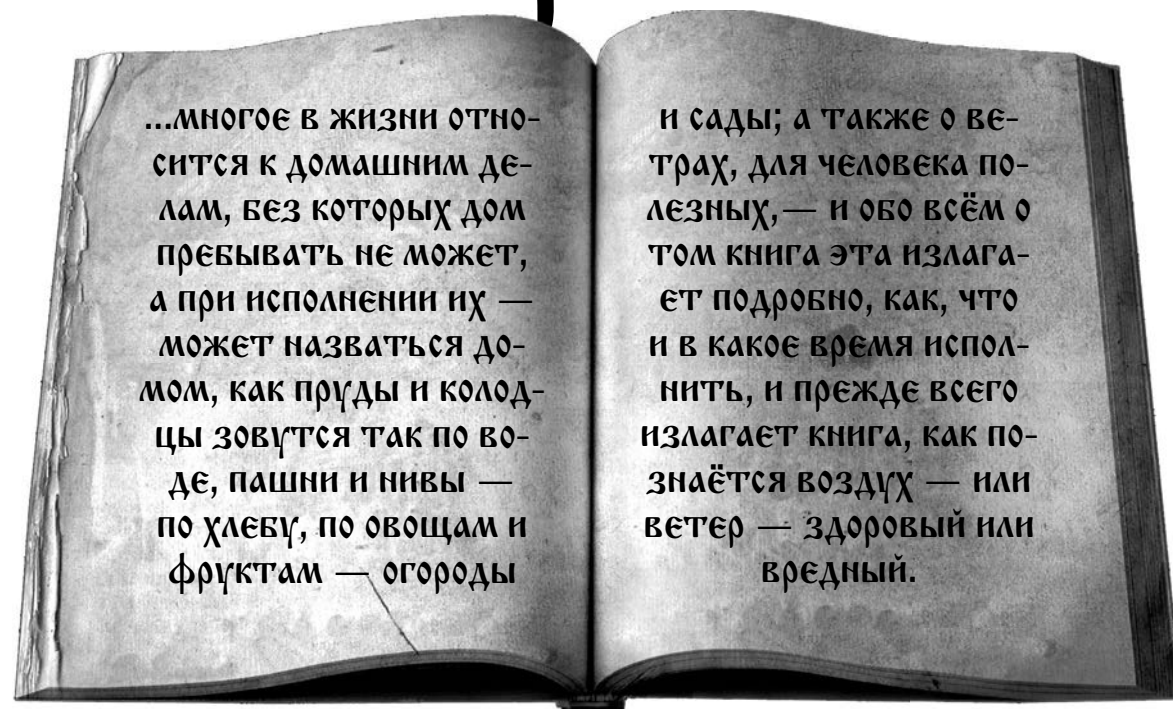 ...многое в жизни отно-
сится к домашним де-
лам, без которых дом
пребывать не может,
а при исполнении их —
может назваться до-
мом, как пруды и колод-
цы зовутся так по во-
де, пашни и нивы —
по хлебу, по овощам и
фруктам — огороды
и сады; а также о ве-
трах, для человека по-
лезных,— и обо всём о
том книга эта излага-
ет подробно, как, что
и в какое время испол-
нить, и прежде всего
излагает книга, как по-
знаётся воздух — или
ветер — здоровый или
вредный.